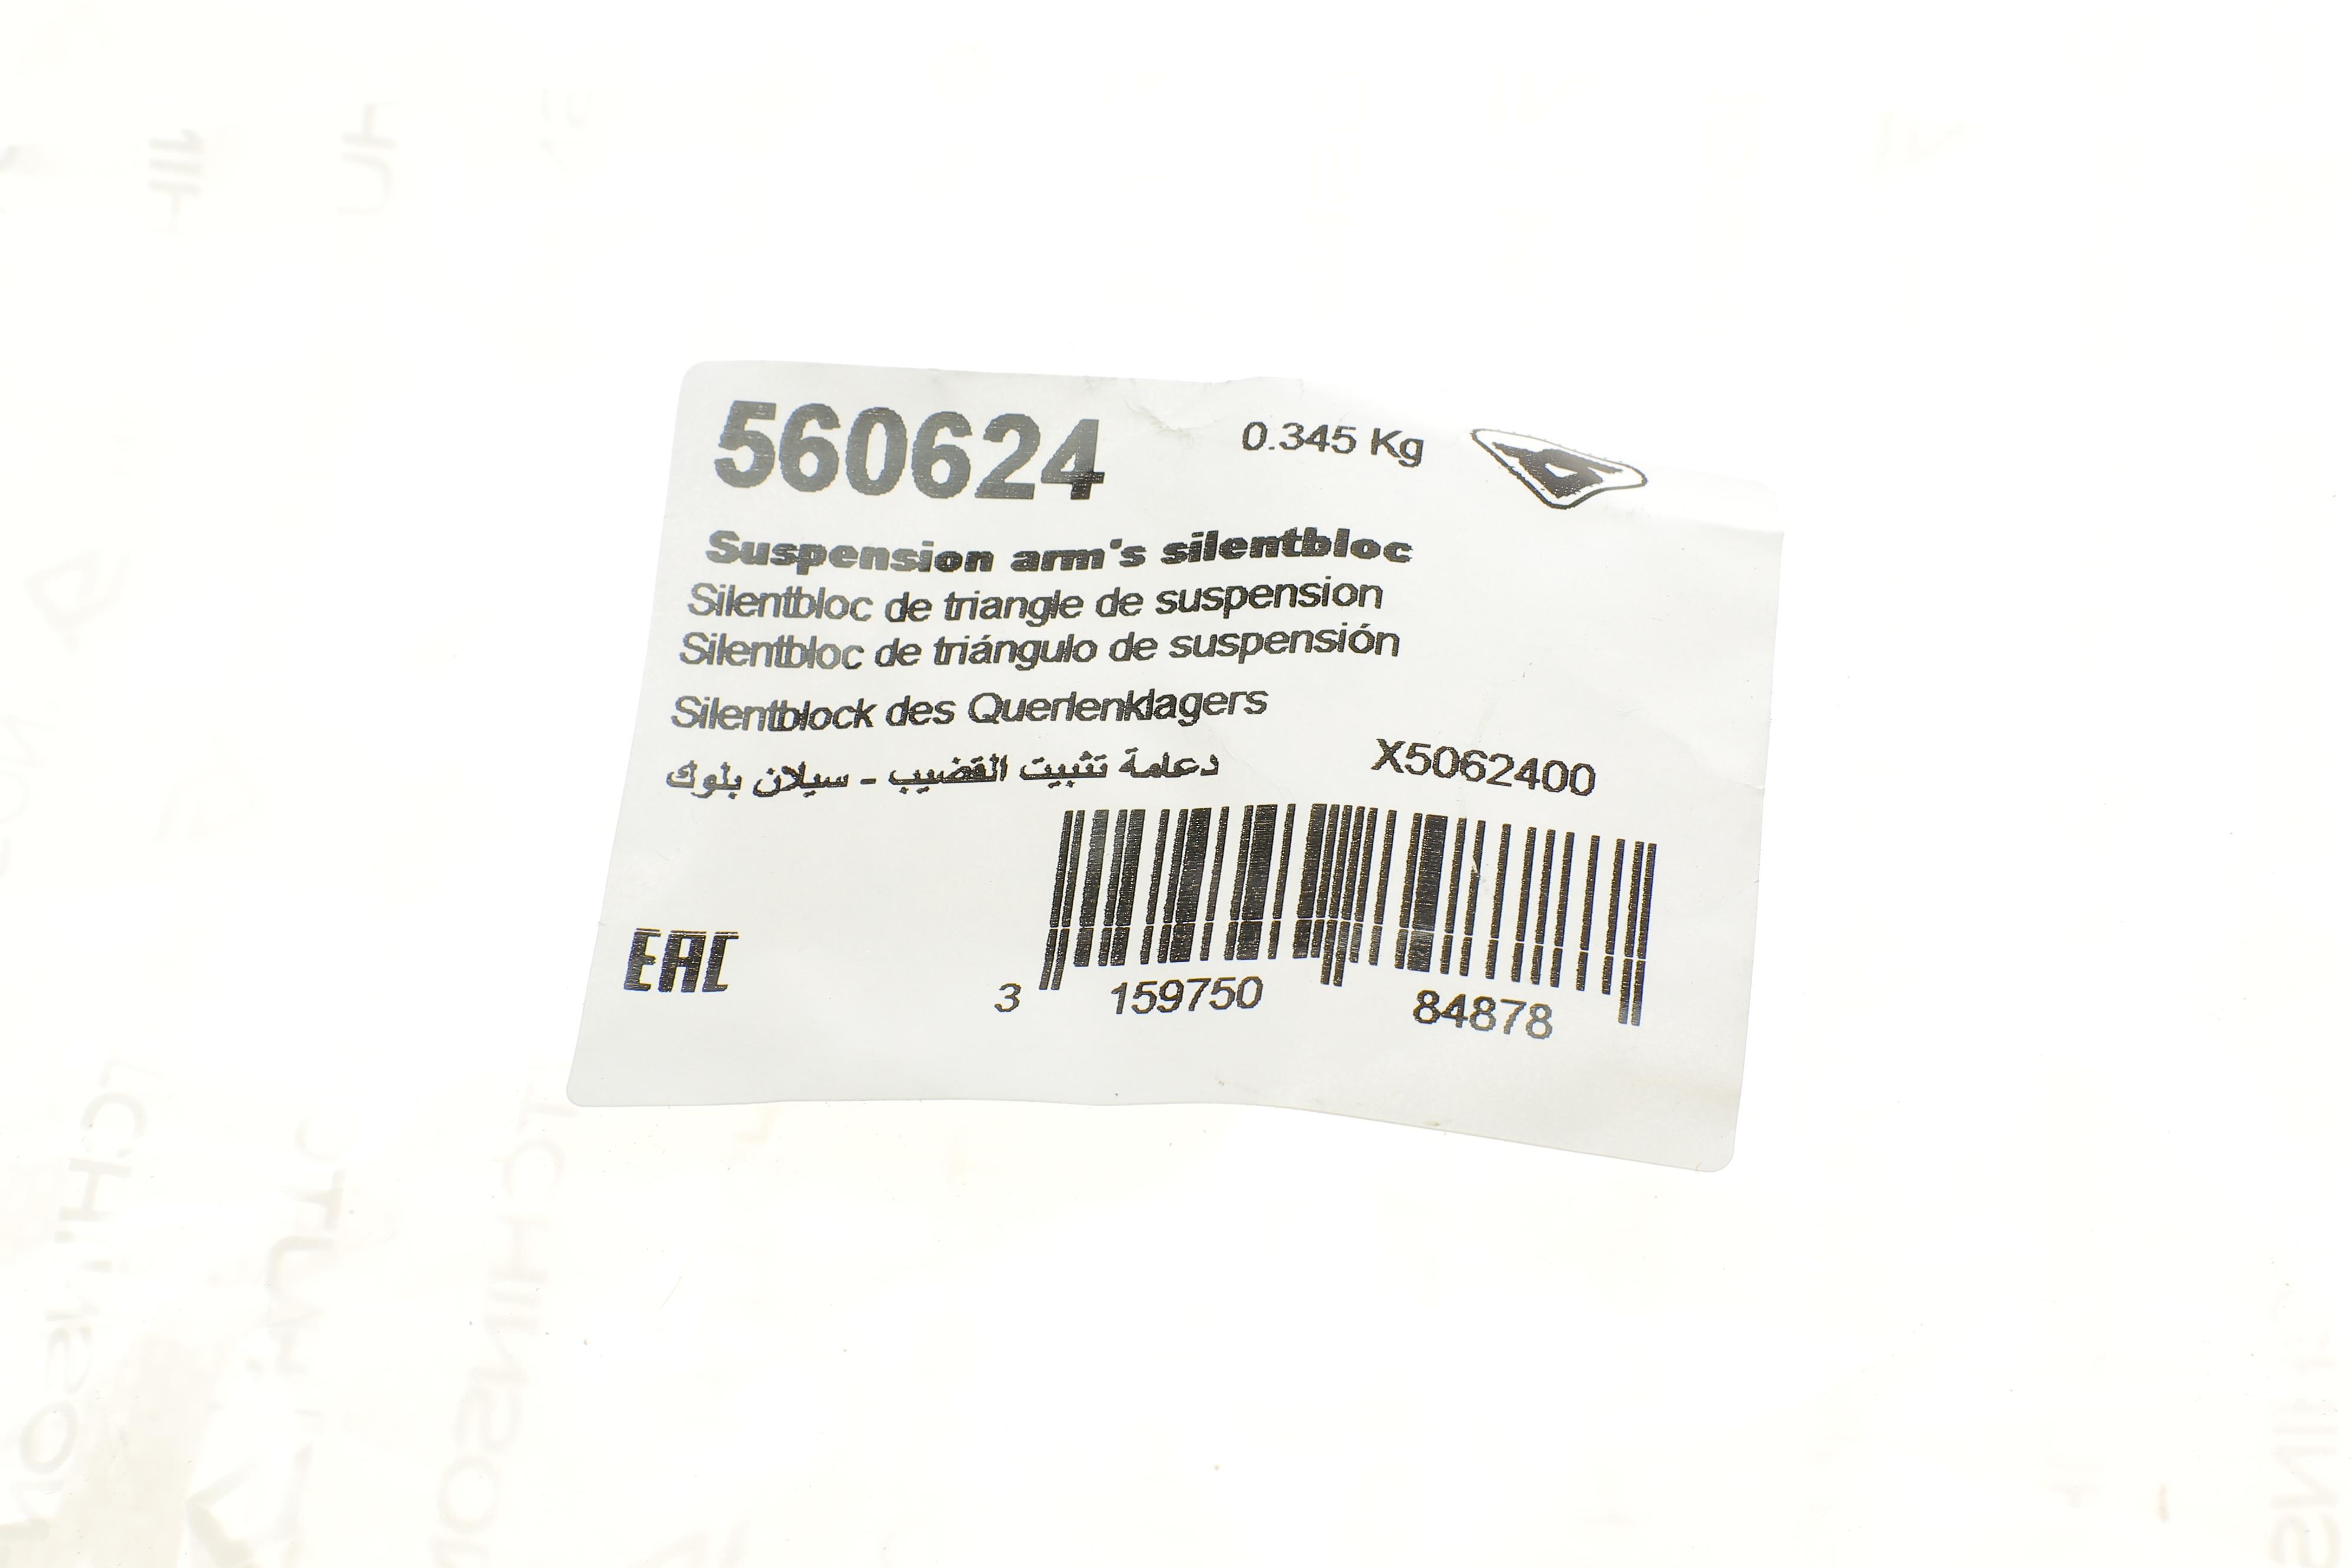 560624
0.345 Kg
Suspension arm's silentbloc
Silentbloc de triangle de suspension
Silentbloc de triángulo de suspensión
Silentblock des Querlenklagers
دعامة تثبيت القضيب - سيلان بلوك
X5062400
EAC
3 159750 84878
TCHINSON